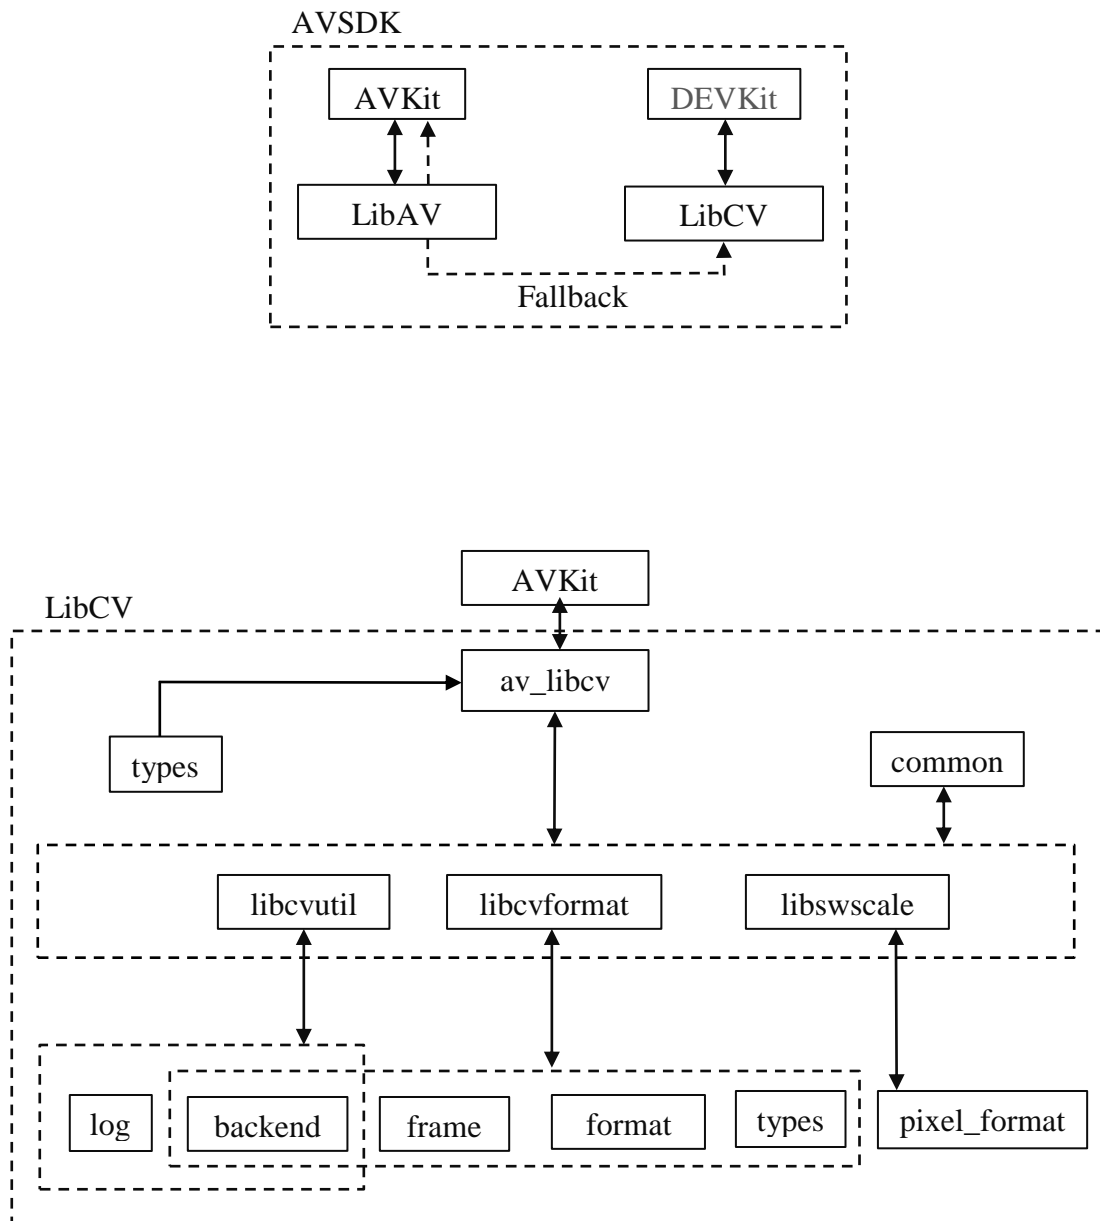 AVSDK
AVKit
DEVKit
LibAV
LibCV
Fallback
AVKit
LibCV
av_libcv
types
common
libcvutil
libcvformat
libswscale
log
backend
frame
format
types
pixel_format